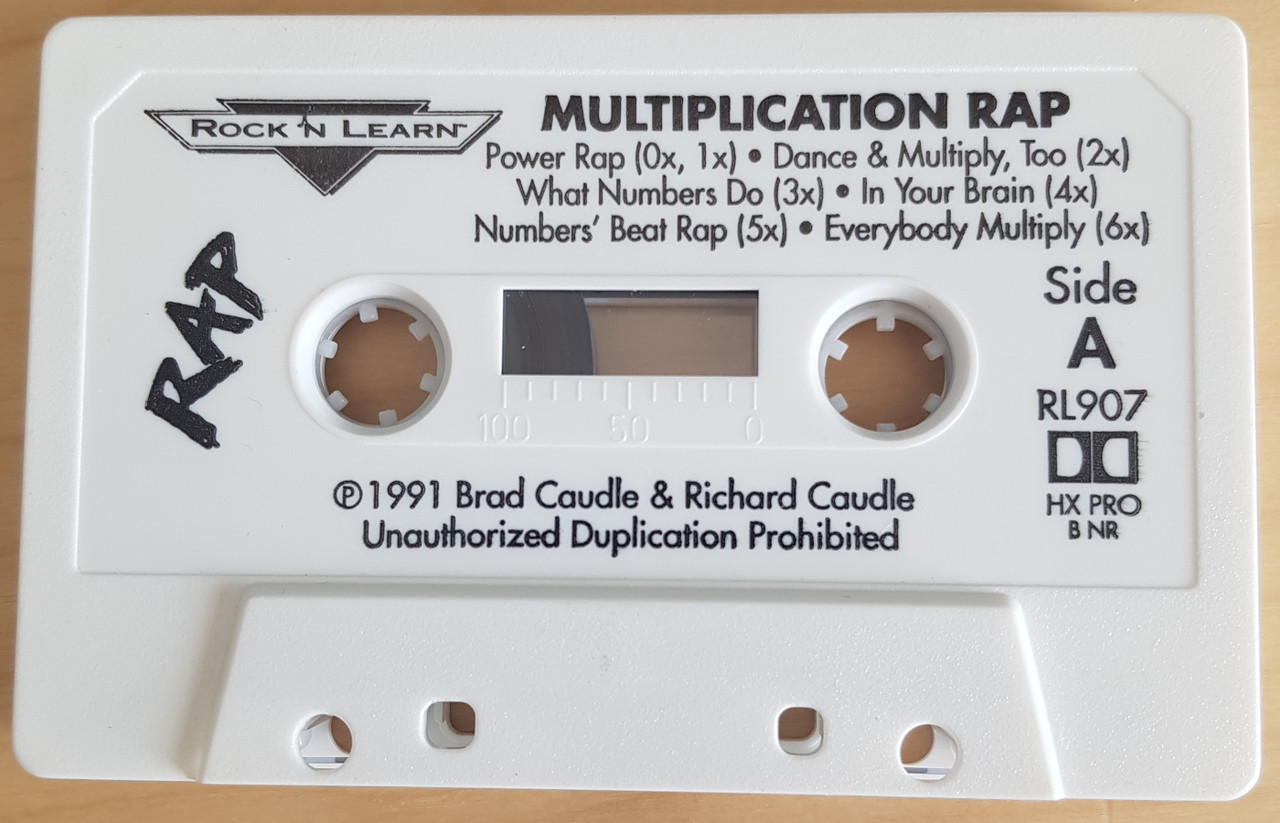 ROCK 'N LEARN™
MULTIPLICATION RAP
Power Rap (0x, 1x) • Dance & Multiply, Too (2x)
What Numbers Do (3x) • In Your Brain (4x)
Numbers' Beat Rap (5x) • Everybody Multiply (6x)
RAP
Side
A
RL907
HX PRO
B NR
100 50 0
℗1991 Brad Caudle & Richard Caudle
Unauthorized Duplication Prohibited